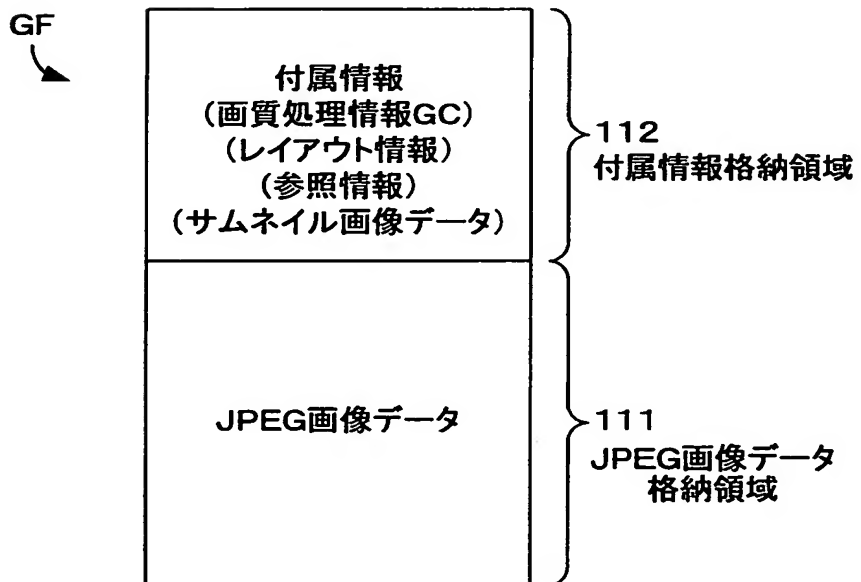 GF
付属情報
(画質処理情報GC)
(レイアウト情報)
(参照情報)
(サムネイル画像データ)
112
付属情報格納領域
JPEG画像データ
111
JPEG画像データ
格納領域